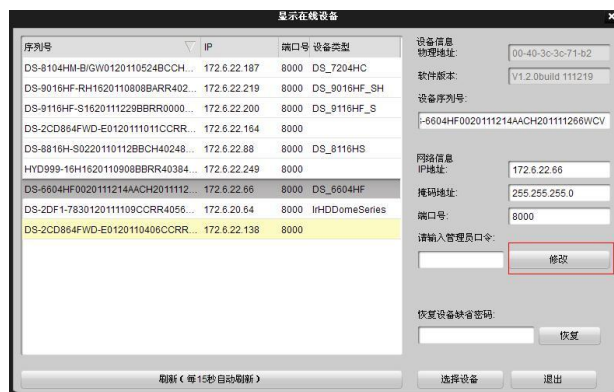 显示在线设备
序列号 IP 端口号 设备类型
DS-8104HM-B/GW0120110524BCCH... 172.6.22.187 8000 DS_7204HC
DS-9016HF-RH1620110808BARR402... 172.6.22.219 8000 DS_9016HF_SH
DS-9116HF-S1620111229BBRR0000... 172.6.22.200 8000 DS_9116HF_S
DS-2CD864FWD-E0120111011CCRR... 172.6.22.164 8000
DS-8816H-S0220110112BBCH40248... 172.6.22.88 8000 DS_8116HS
HYD999-16H1620110908BBRR40384... 172.6.22.249 8000
DS-6604HF0020111214AACH2011112... 172.6.22.66 8000 DS_6604HF
DS-2DF1-7830120111109CCRR4056... 172.6.20.64 8000 IrHDDomeSeries
DS-2CD864FWD-E0120110406CCRR... 172.6.22.138 8000
刷新(每15秒自动刷新)
设备信息
物理地址: 00-40-3c-3c-71-b2
软件版本: V1.2.0build 111219
设备序列号:
-6604HF0020111214AACH201111266WCV
网络信息
IP地址: 172.6.22.66
掩码地址: 255.255.255.0
端口号: 8000
请输入管理员口令:
修改
恢复设备缺省密码:
恢复
选择设备 退出